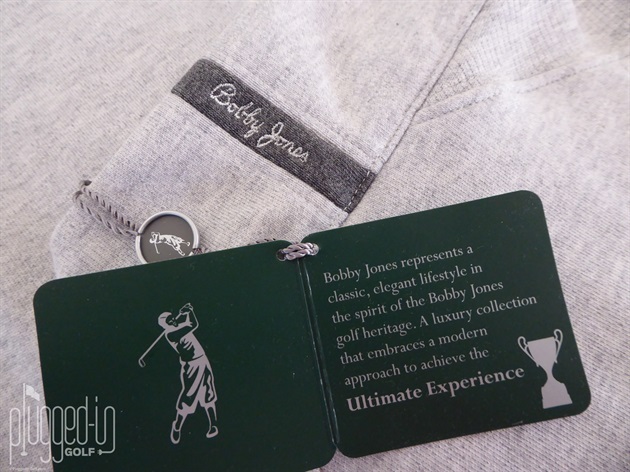 Bobby Jones
Bobby Jones represents a
classic, elegant lifestyle in
the spirit of the Bobby Jones
golf heritage. A luxury collection
that embraces a modern
approach to achieve the
Ultimate Experience
plugged-in
GOLF